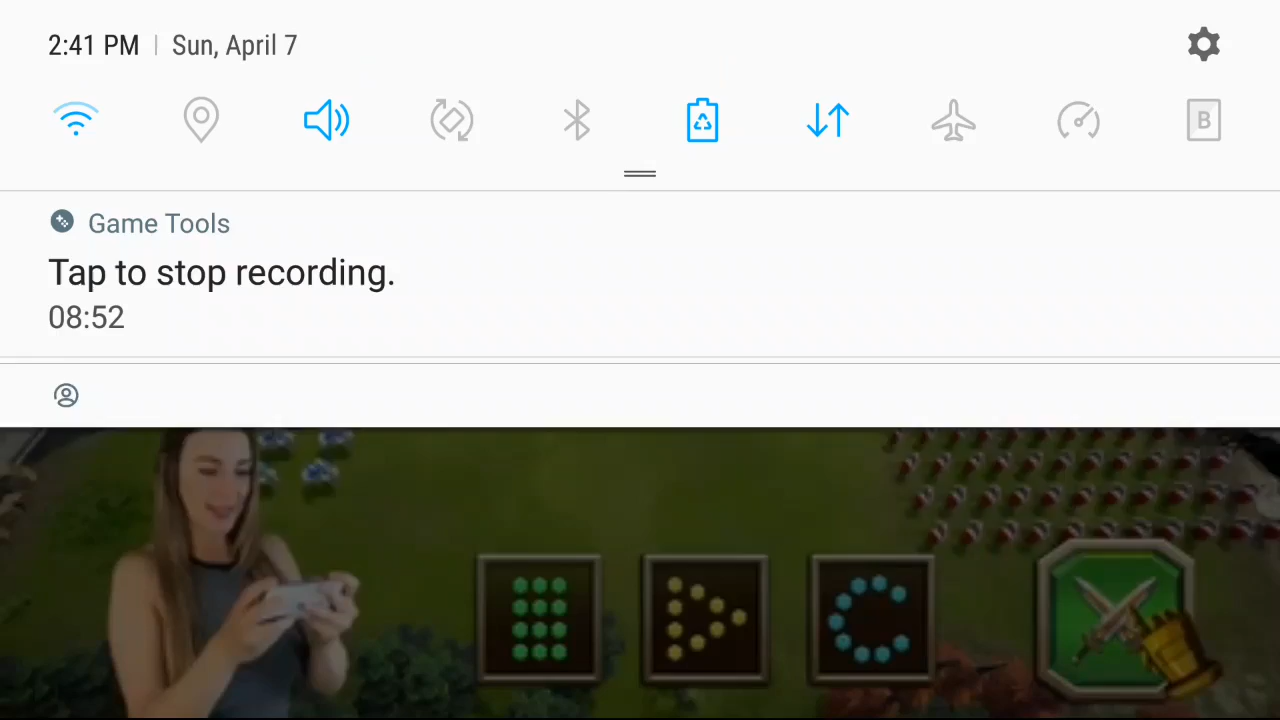 2:41 PM | Sun, April 7
B
Game Tools
Tap to stop recording.
08:52